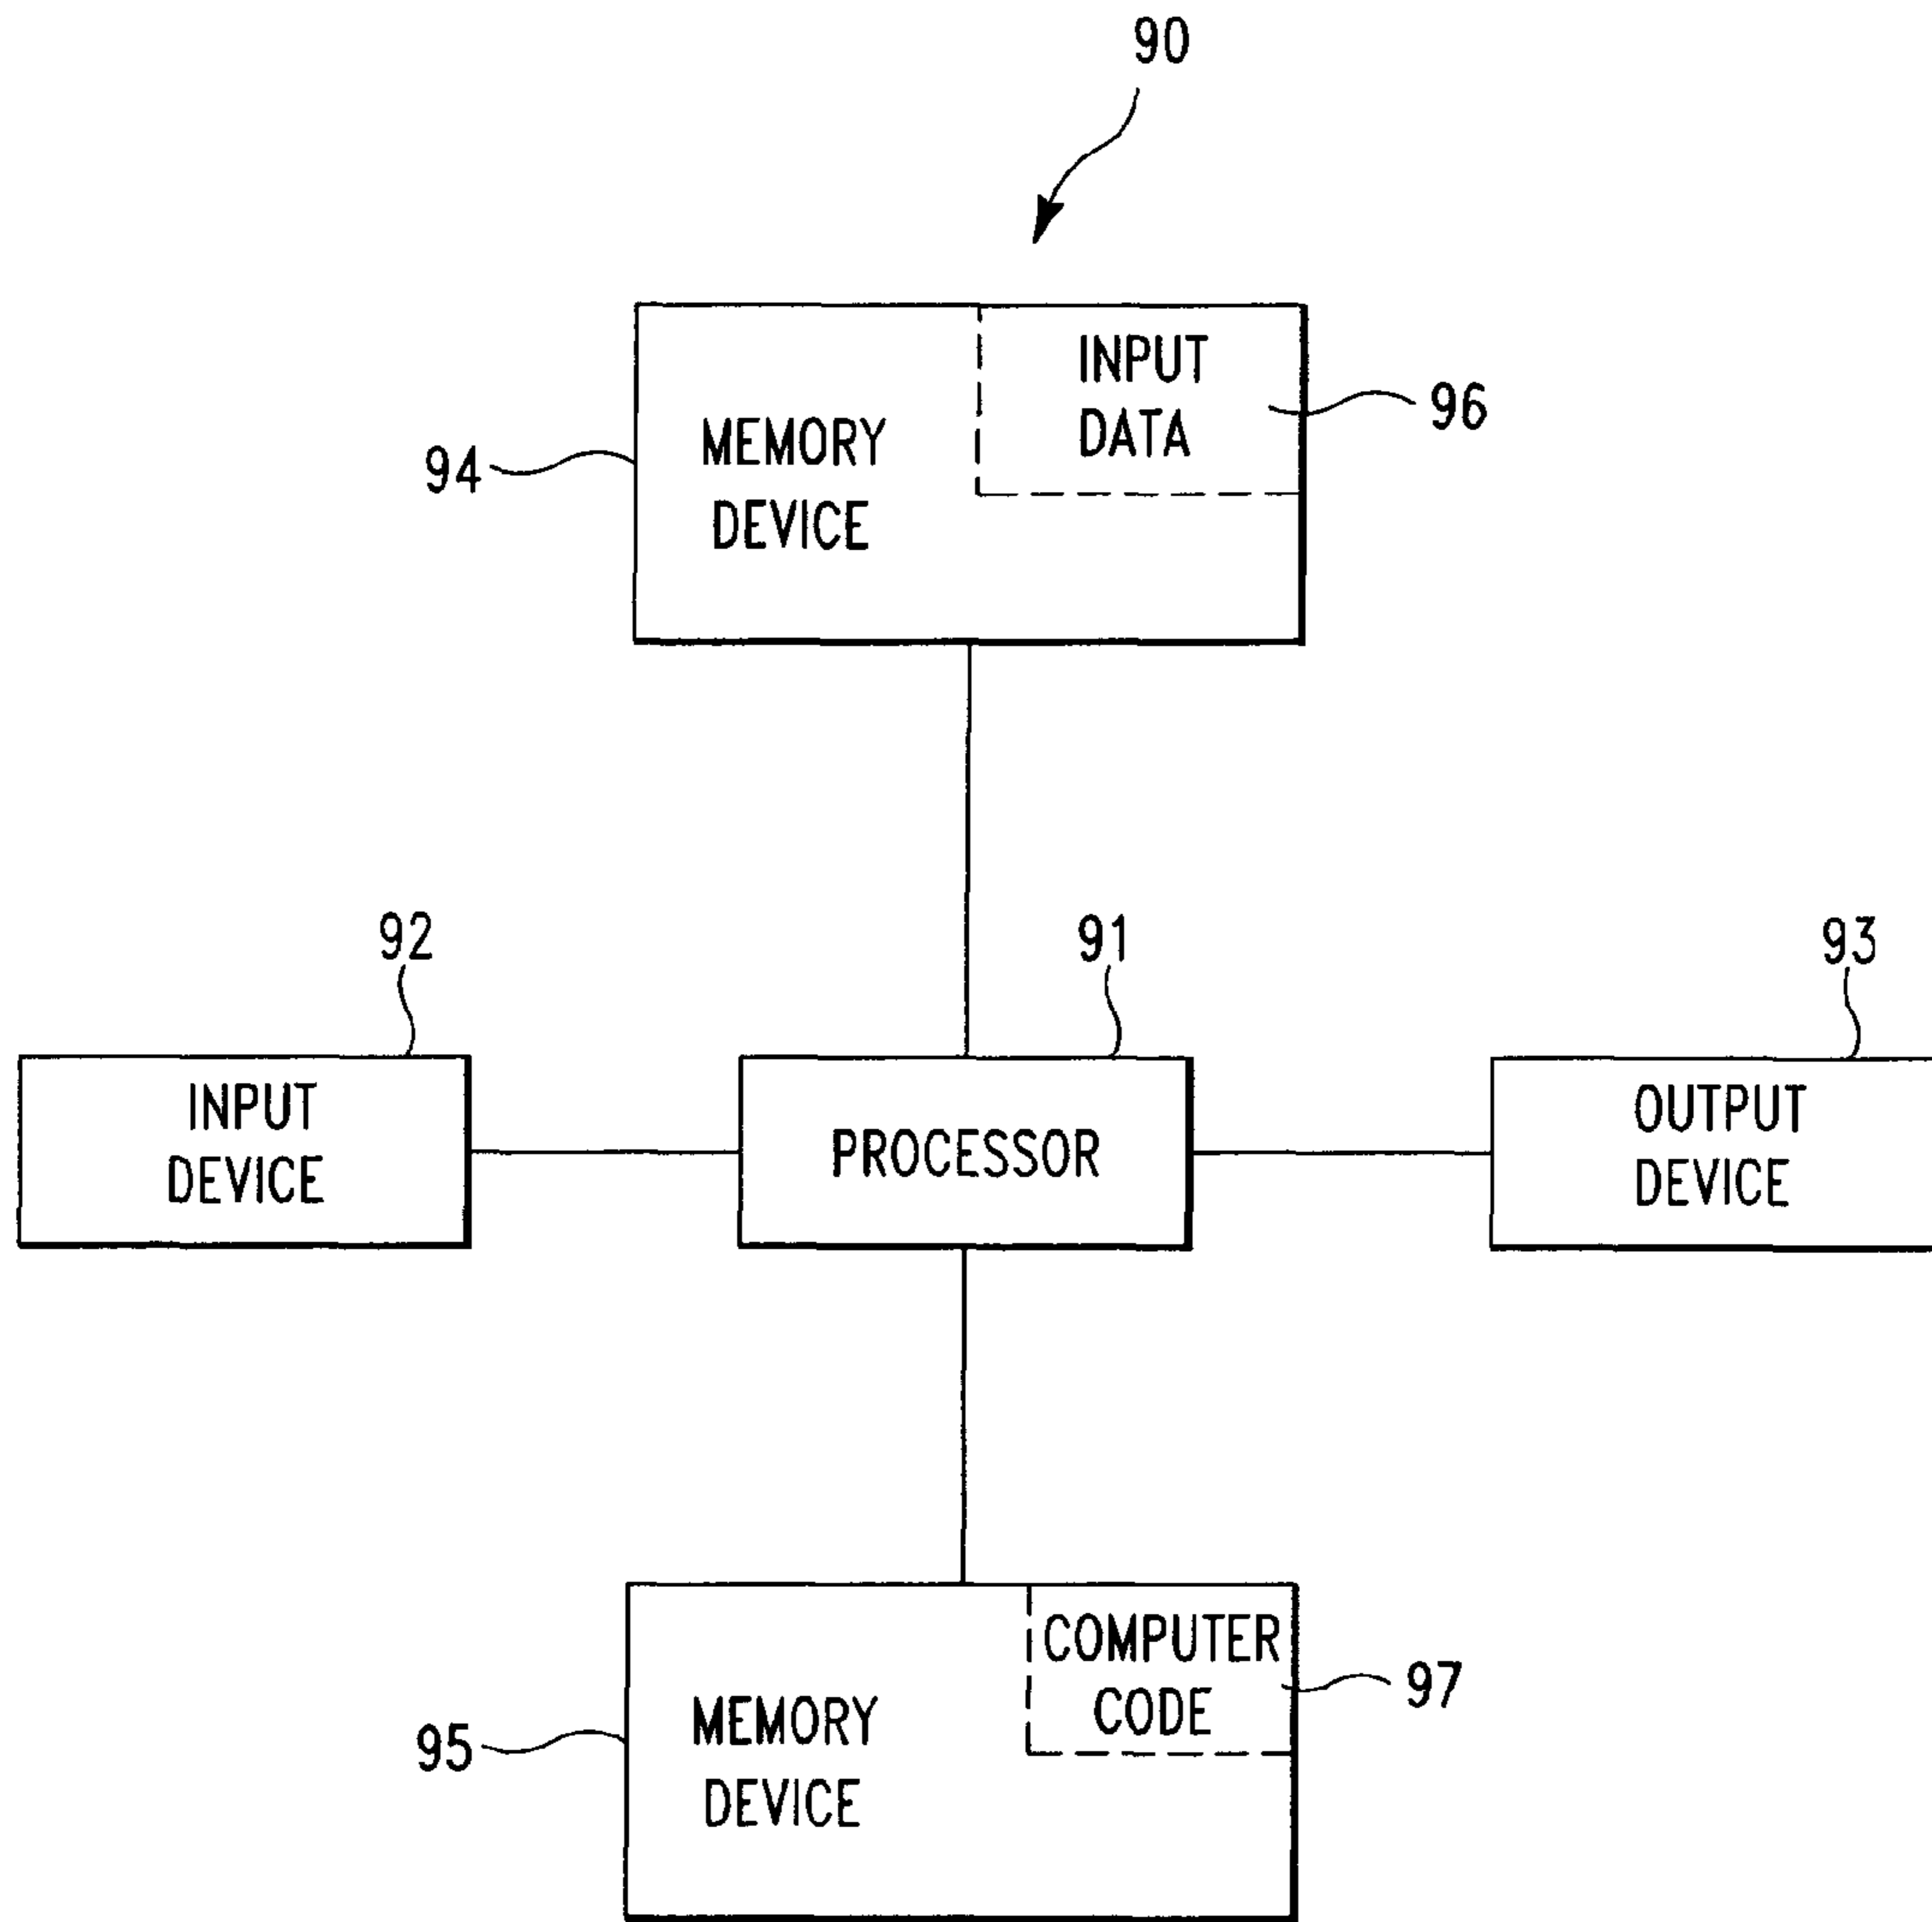 90
INPUT
DATA
96
MEMORY
DEVICE
94
92
91
93
INPUT
DEVICE
PROCESSOR
OUTPUT
DEVICE
COMPUTER
CODE
97
MEMORY
DEVICE
95